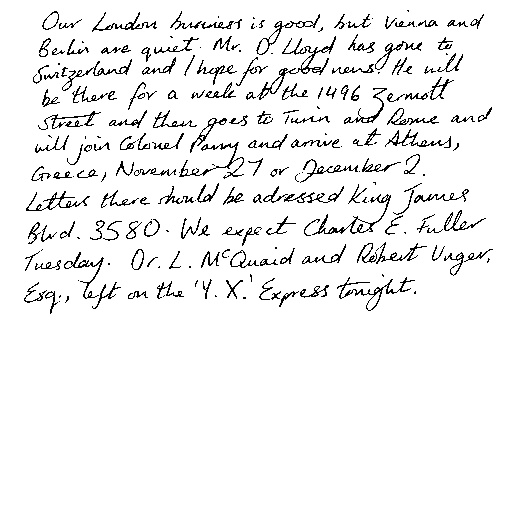 Our London business is good, but Vienna and
Berlin are quiet. Mr. D. Lloyd has gone to
Switzerland and I hope for good news. He will
be there for a week at the 1496 Zermott
Street and then goes to Turin and Rome and
will join Colonel Parry and arrive at Athens,
Greece, November 27 or December 2.
Letters there should be adressed King James
Blvd. 3580. We expect Charles E. Fuller
Tuesday. Dr. L. McQuaid and Robert Unger,
Esq., left on the 'Y. X.' Express tonight.